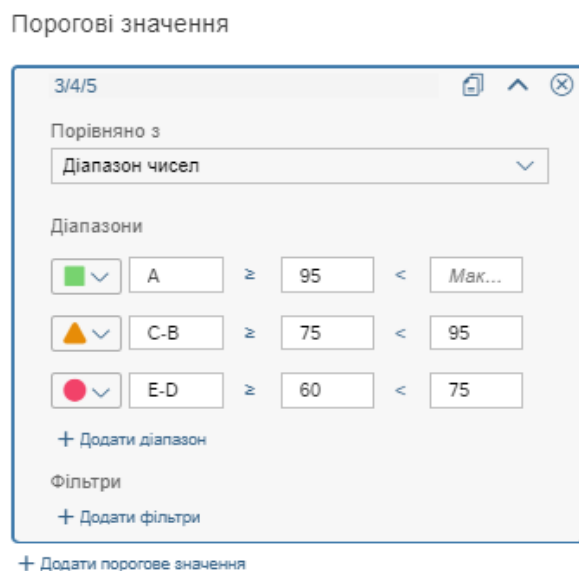 Порогові значення
3/4/5
Порівняно з
Діапазон чисел
Діапазони
A ≥ 95 < Мак...
C-B ≥ 75 < 95
E-D ≥ 60 < 75
+ Додати діапазон
Фільтри
+ Додати фільтри
+ Додати порогове значення